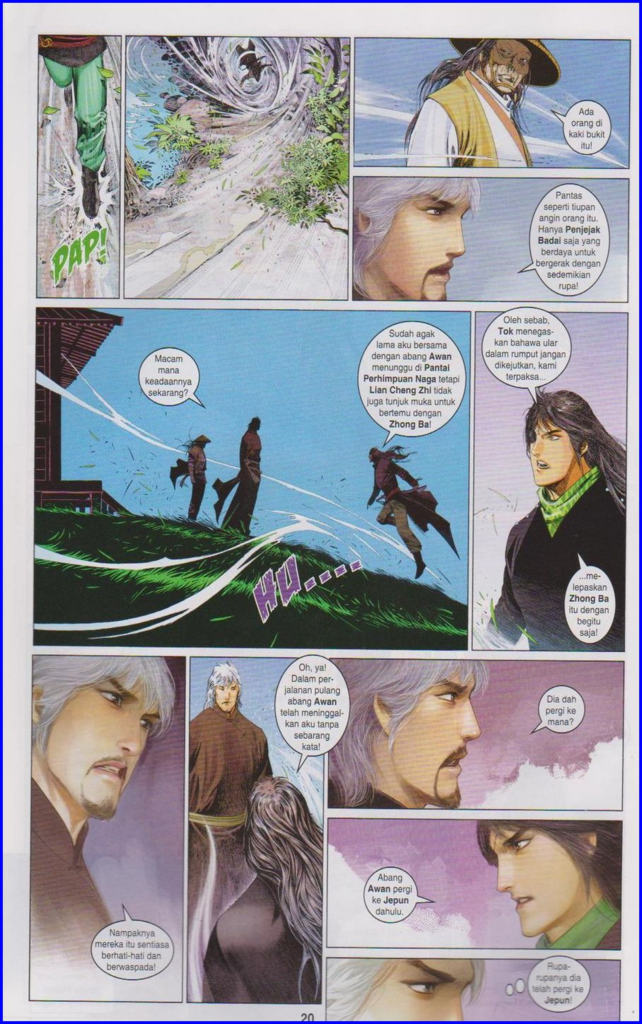 PAP!
Ada
orang di
kaki bukit
itu!
Pantas
seperti tiupan
angin orang itu.
Hanya Penjejak
Badai saja yang
berdaya untuk
bergerak dengan
sedemikian
rupa!
Macam
mana
keadaannya
sekarang?
Sudah agak
lama aku bersama
dengan abang Awan
menunggu di Pantai
Perhimpuan Naga tetapi
Lian Cheng Zhi tidak
juga tunjuk muka untuk
bertemu dengan
Zhong Ba!
HU....
Oleh sebab,
Tok menegas-
kan bahawa ular
dalam rumput jangan
dikejutkan, kami
terpaksa...
...me-
lepaskan
Zhong Ba
itu dengan
begitu
saja!
Nampaknya
mereka itu sentiasa
berhati-hati dan
berwaspada!
Oh, ya!
Dalam per-
jalanan pulang
abang Awan
telah meninggal-
kan aku tanpa
sebarang
kata!
Dia dah
pergi ke
mana?
Abang
Awan pergi
ke Jepun
dahulu.
Rupa-
rupanya dia
telah pergi ke
Jepun!
20